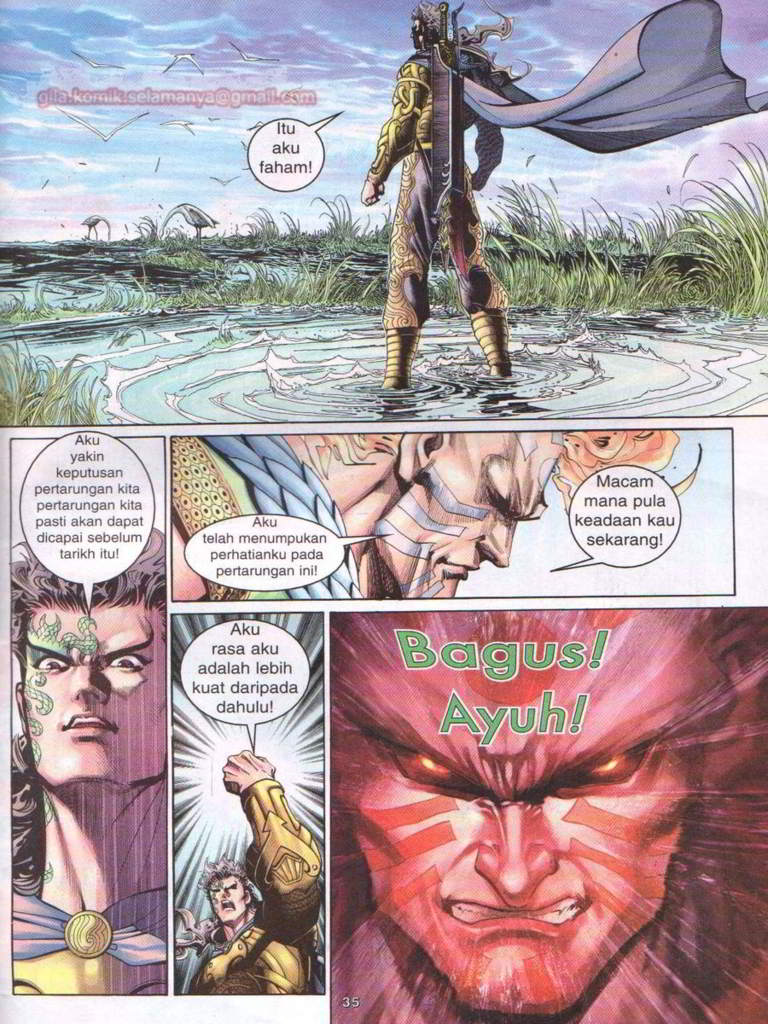 glla.komik.selamanya@gmail.com
Itu
aku
faham!
Aku
yakin
keputusan
pertarungan kita
pertarungan kita
pasti akan dapat
dicapai sebelum
tarikh itu!
Aku
telah menumpukan
perhatianku pada
pertarungan ini!
Macam
mana pula
keadaan kau
sekarang!
Aku
rasa aku
adalah lebih
kuat daripada
dahulu!
Bagus!
Ayuh!
35